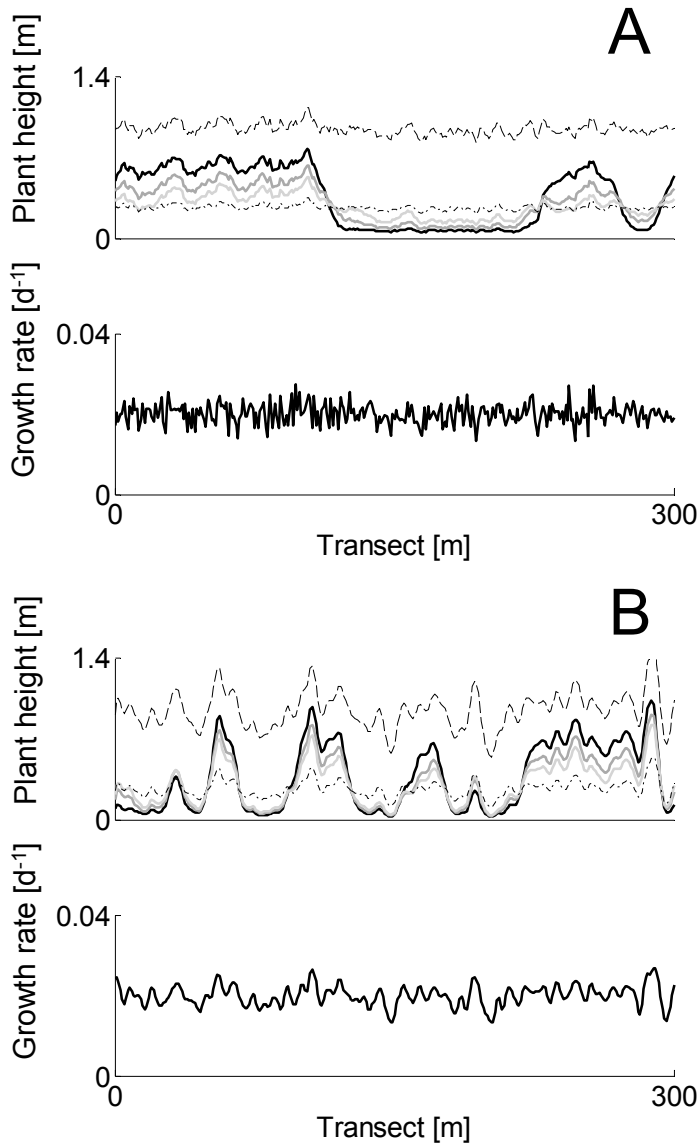 A
Plant height [m]
1.4
0
Growth rate [d-1]
0.04
0
0
300
Transect [m]
B
Plant height [m]
1.4
0
Growth rate [d-1]
0.04
0
0
300
Transect [m]